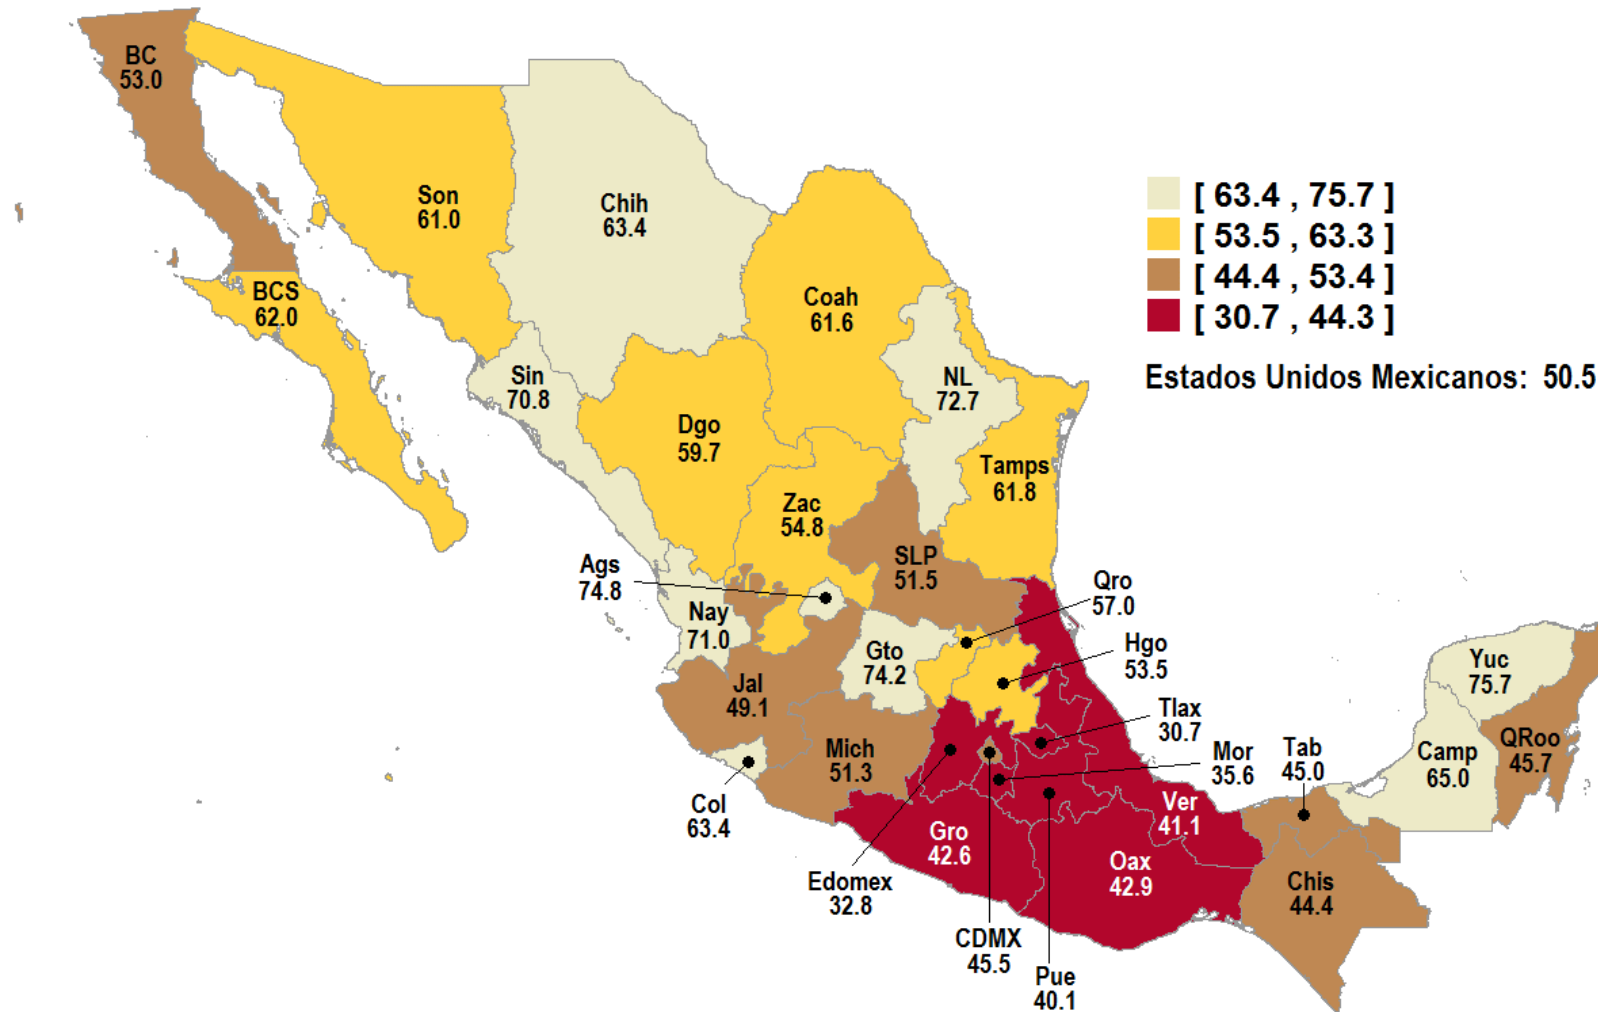 BC
53.0
Son
61.0
Chih
63.4
[ 63.4 , 75.7 ]
[ 53.5 , 63.3 ]
[ 44.4 , 53.4 ]
[ 30.7 , 44.3 ]
Estados Unidos Mexicanos: 50.5
BCS
62.0
Coah
61.6
Sin
70.8
NL
72.7
Dgo
59.7
Tamps
61.8
Zac
54.8
SLP
51.5
Ags
74.8
Qro
57.0
Nay
71.0
Gto
74.2
Hgo
53.5
Yuc
75.7
Jal
49.1
Tlax
30.7
Mich
51.3
Mor
35.6
Tab
45.0
Camp
65.0
QRoo
45.7
Col
63.4
Ver
41.1
Gro
42.6
Oax
42.9
Edomex
32.8
Chis
44.4
CDMX
45.5
Pue
40.1